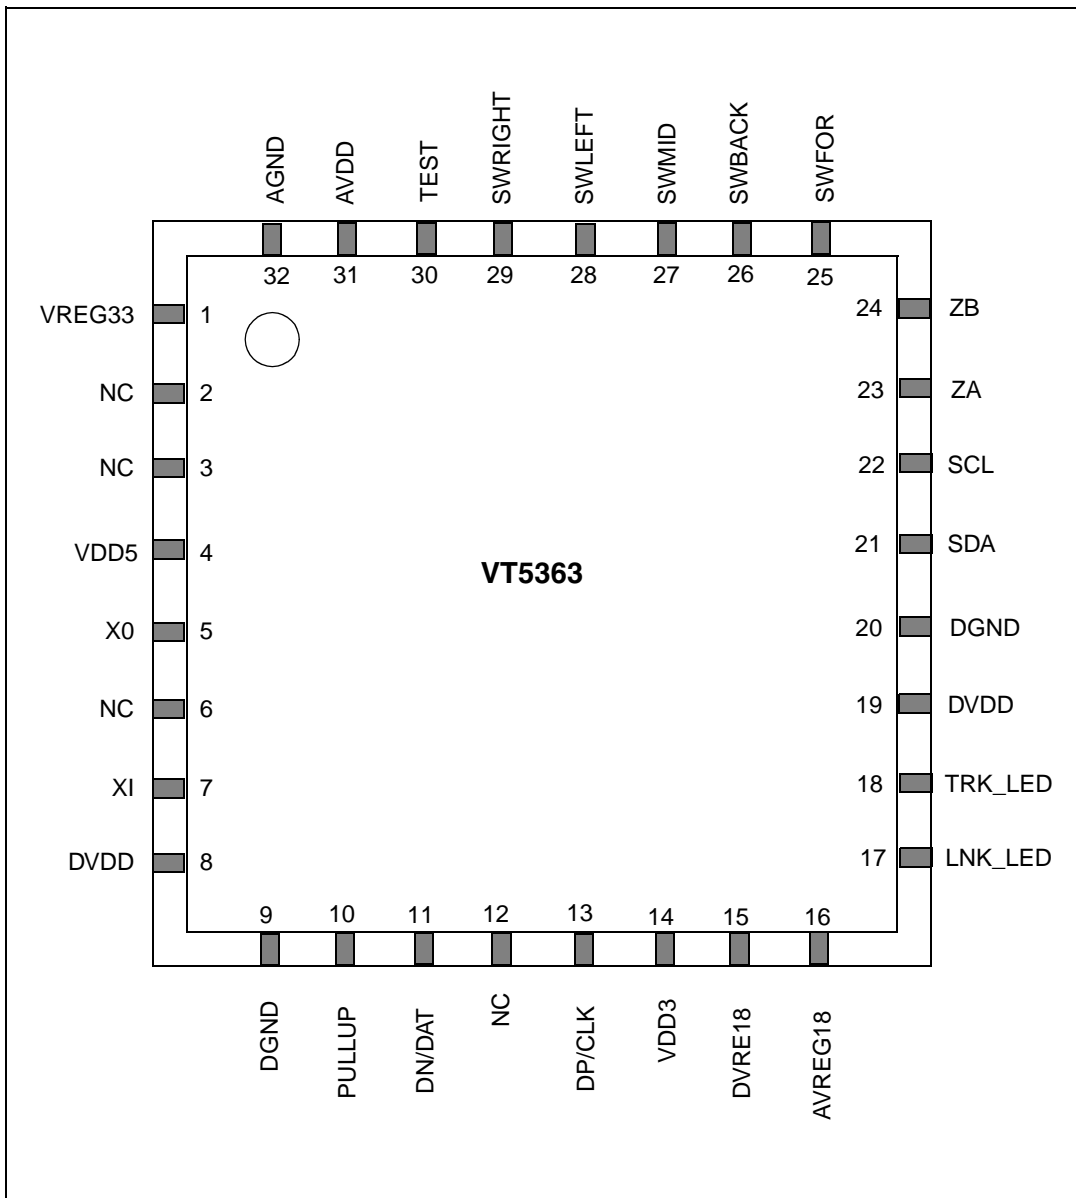 AGND
AVDD
TEST
SWRIGHT
SWLEFT
SWMID
SWBACK
SWFOR
32 31 30 29 28 27 26 25
VREG33 1
NC 2
NC 3
VDD5 4
X0 5
NC 6
XI 7
DVDD 8
VT5363
24 ZB
23 ZA
22 SCL
21 SDA
20 DGND
19 DVDD
18 TRK_LED
17 LNK_LED
9 10 11 12 13 14 15 16
DGND
PULLUP
DN/DAT
NC
DP/CLK
VDD3
DVRE18
AVREG18